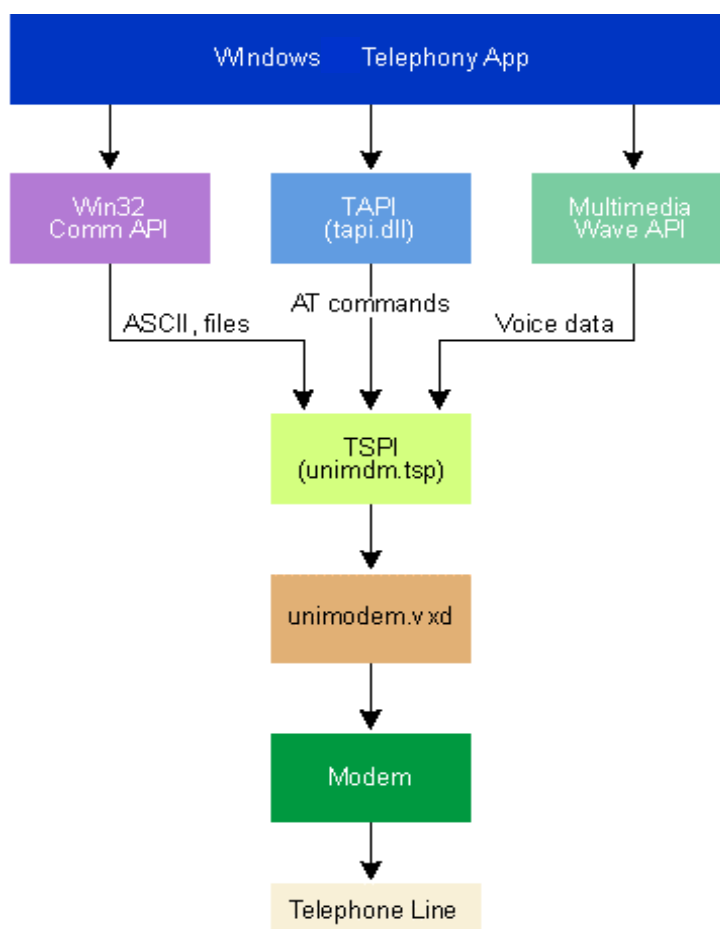 WIndows Telephony App
Win32
Comm API
TAPI
(tapi.dll)
Multimedia
Wave API
AT commands
ASCII, files
Voice data
TSPI
(unimdm.tsp)
unimodem.vxd
Modem
Telephone Line